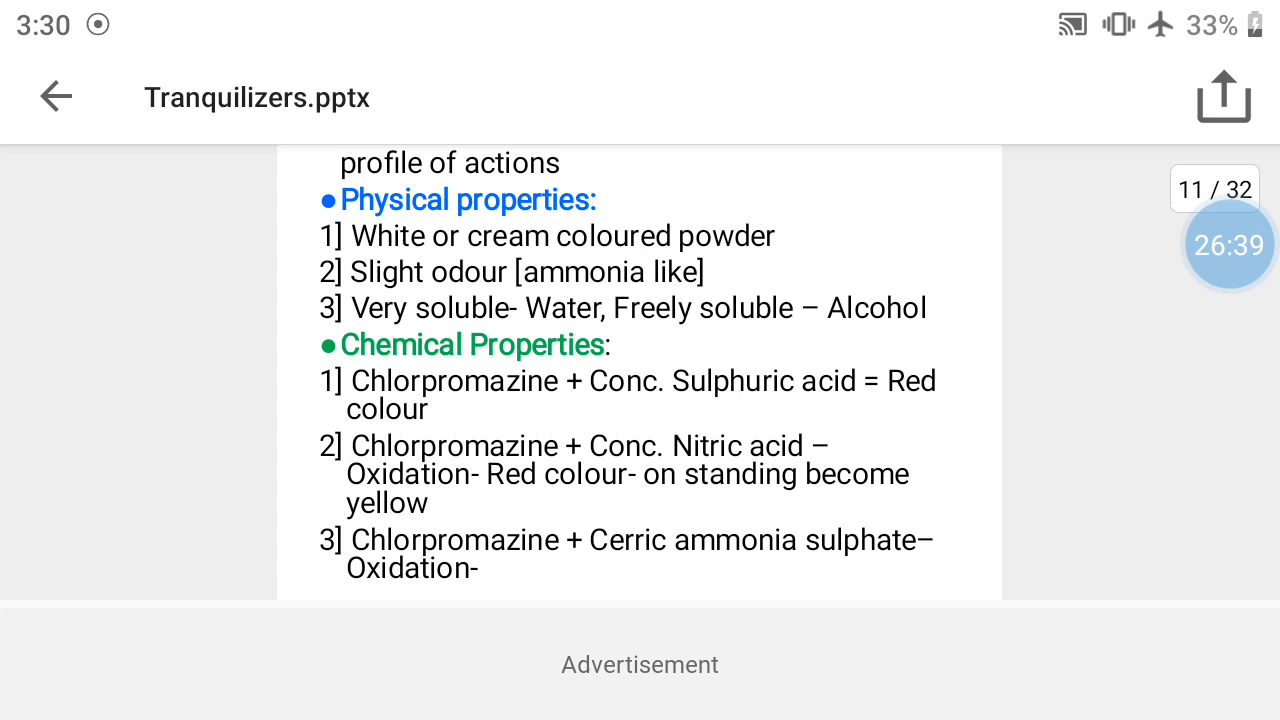 3:30
33%
Tranquilizers.pptx
profile of actions
11 / 32
●Physical properties:
1] White or cream coloured powder
26:39
2] Slight odour [ammonia like]
3] Very soluble- Water, Freely soluble – Alcohol
●Chemical Properties:
1] Chlorpromazine + Conc. Sulphuric acid = Red
colour
2] Chlorpromazine + Conc. Nitric acid –
Oxidation- Red colour- on standing become
yellow
3] Chlorpromazine + Cerric ammonia sulphate–
Oxidation-
Advertisement